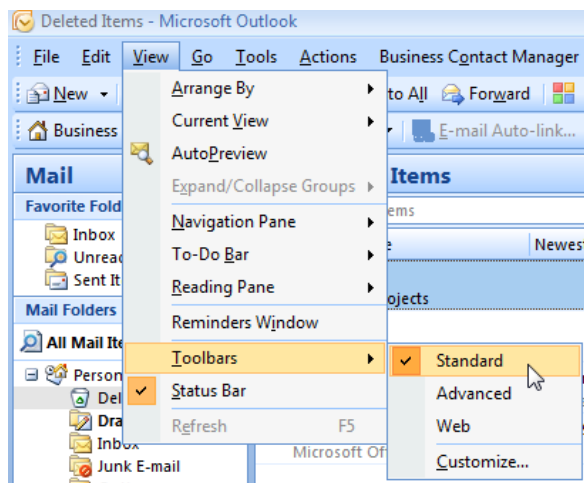 Deleted Items - Microsoft Outlook
File Edit View Go Tools Actions Business Contact Manager
New to All Forward
Business E-mail Auto-link...
Mail Items
Favorite Fold
Inbox
Unread
Sent It
Mail Folders
All Mail Ite
Person
Del
Dra
Inbox
Junk E-mail
Arrange By
Current View
AutoPreview
Expand/Collapse Groups
Navigation Pane
To-Do Bar
Reading Pane
Reminders Window
Toolbars
Status Bar
Refresh F5
ems
Newest
ojects
Microsoft Of
Standard
Advanced
Web
Customize...